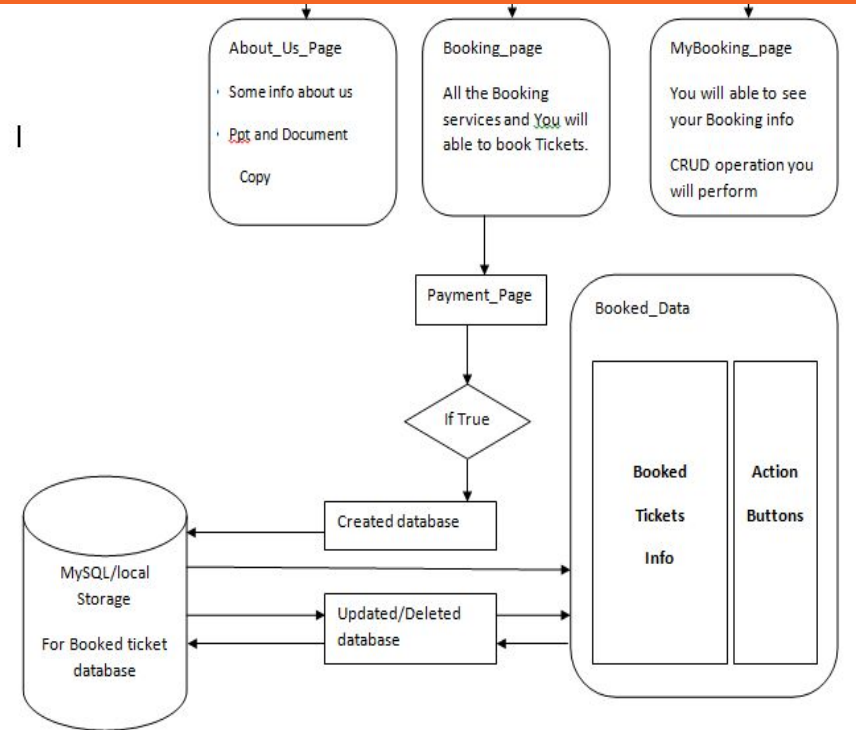 About_Us_Page
Some info about us
Ppt and Document
Copy
Booking_page
All the Booking
services and You will
able to book Tickets.
MyBooking_page
You will able to see
your Booking info
CRUD operation you
will perform
Payment_Page
If True
Created database
MySQL/local
Storage
For Booked ticket
database
Updated/Deleted
database
Booked_Data
Booked
Tickets
Info
Action
Buttons